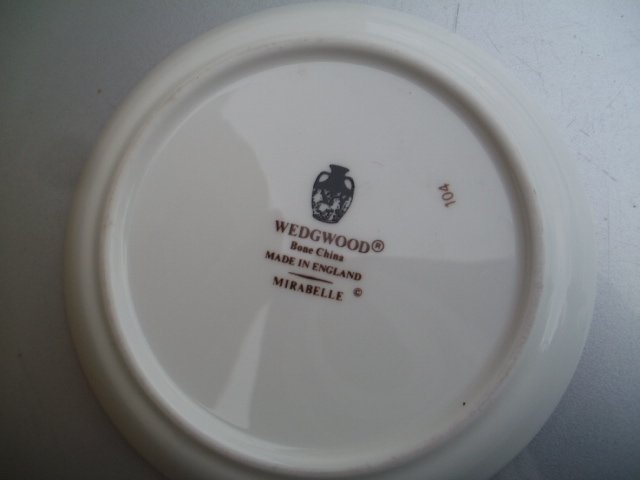 WEDGWOOD®
Bone China
MADE IN ENGLAND
MIRABELLE ©
104